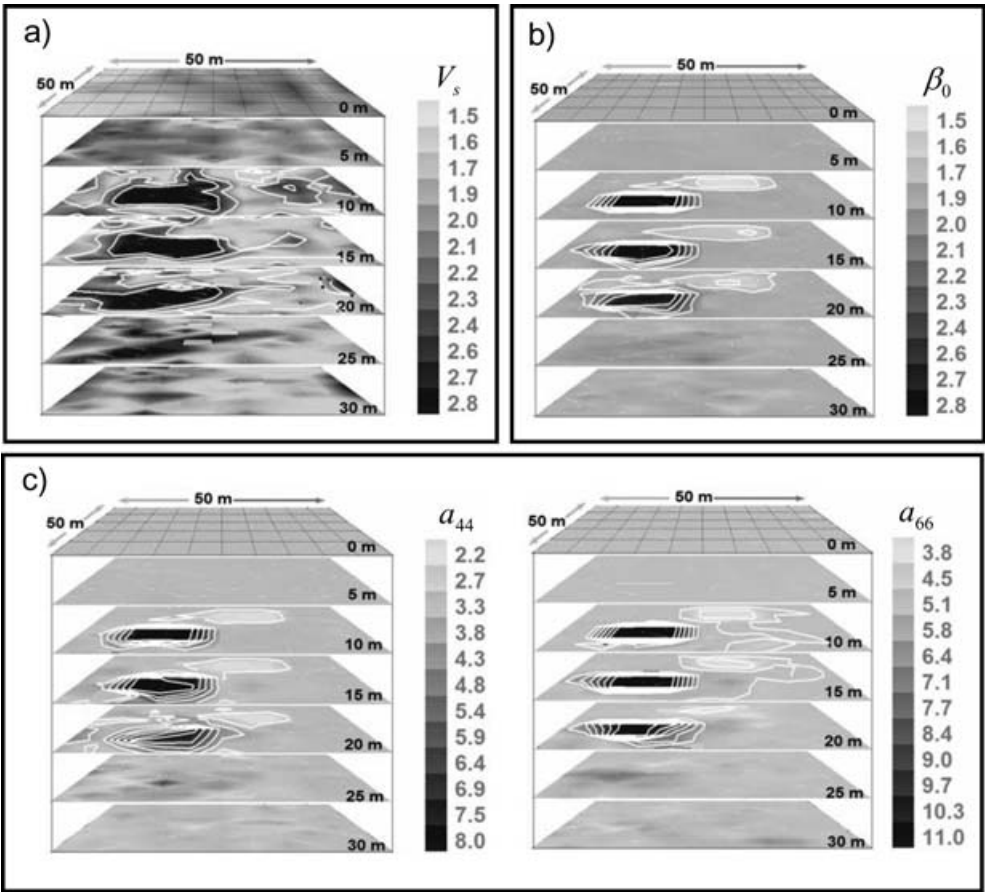 a)
50 m
50 m
0 m
5 m
10 m
15 m
20 m
25 m
30 m
V_s
1.5
1.6
1.7
1.9
2.0
2.1
2.2
2.3
2.4
2.6
2.7
2.8
b)
50 m
50 m
0 m
5 m
10 m
15 m
20 m
25 m
30 m
β_0
1.5
1.6
1.7
1.9
2.0
2.1
2.2
2.3
2.4
2.6
2.7
2.8
c)
50 m
50 m
0 m
5 m
10 m
15 m
20 m
25 m
30 m
a_44
2.2
2.7
3.3
3.8
4.3
4.8
5.4
5.9
6.4
6.9
7.5
8.0
50 m
50 m
0 m
5 m
10 m
15 m
20 m
25 m
30 m
a_66
3.8
4.5
5.1
5.8
6.4
7.1
7.7
8.4
9.0
9.7
10.3
11.0